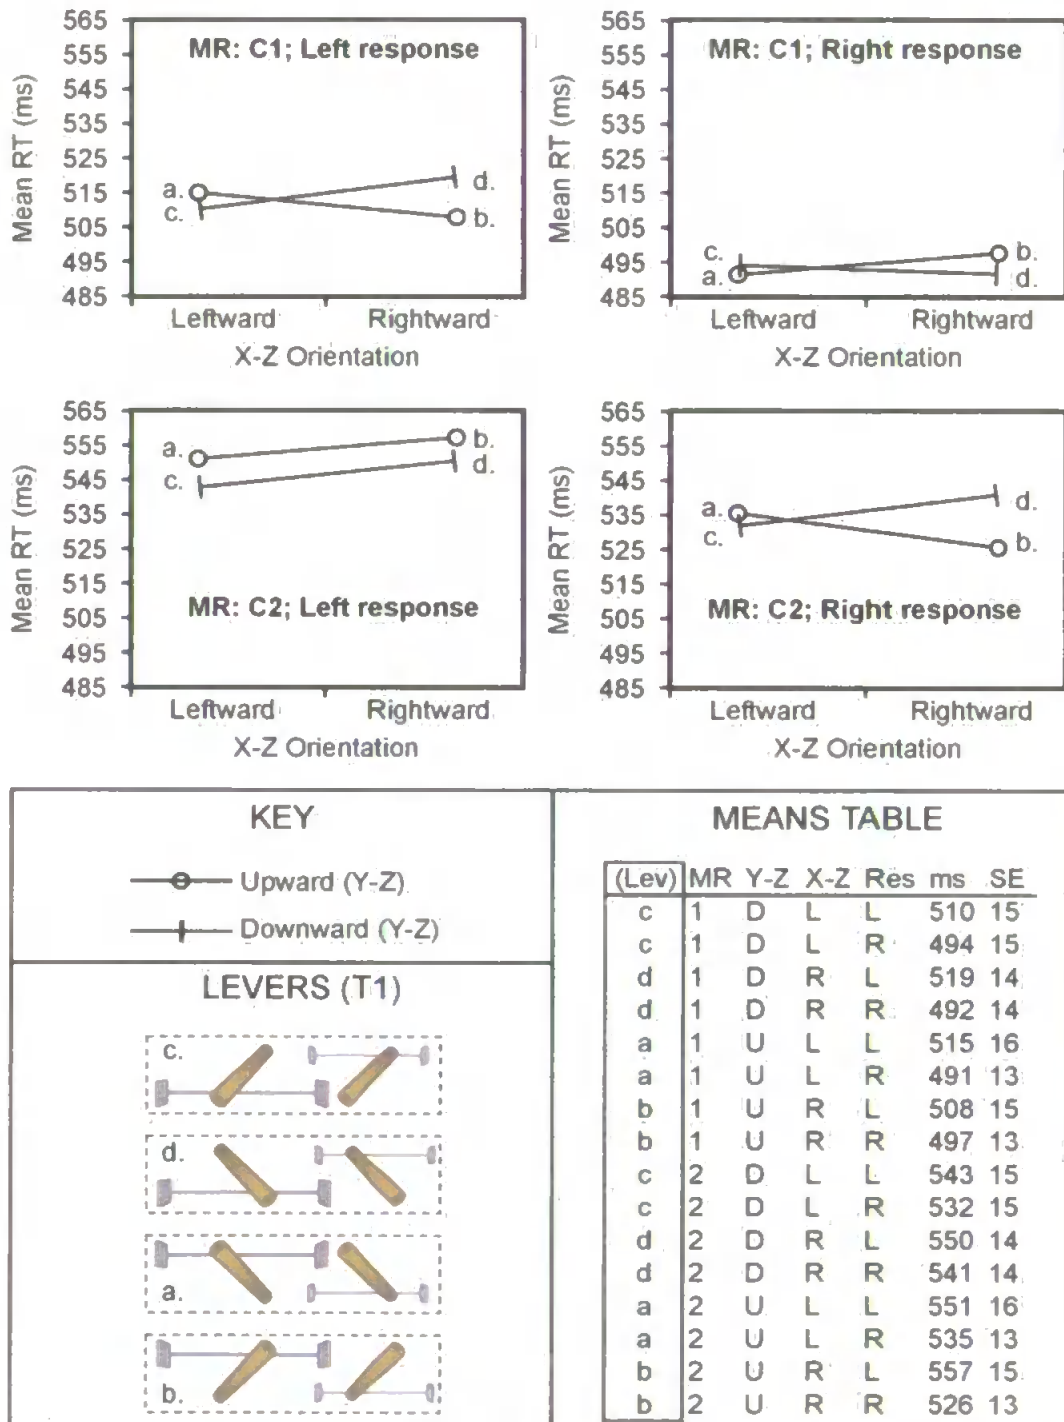 MR: C1; Left response
Mean RT (ms)
565
555
545
535
525
515
505
495
485
a.
c.
d.
b.
Leftward Rightward
X-Z Orientation
MR: C1; Right response
Mean RT (ms)
565
555
545
535
525
515
505
495
485
c.
a.
b.
d.
Leftward Rightward
X-Z Orientation
MR: C2; Left response
Mean RT (ms)
565
555
545
535
525
515
505
495
485
a.
c.
b.
d.
Leftward Rightward
X-Z Orientation
MR: C2; Right response
Mean RT (ms)
565
555
545
535
525
515
505
495
485
a.
c.
d.
b.
Leftward Rightward
X-Z Orientation
KEY
Upward (Y-Z)
Downward (Y-Z)
LEVERS (T1)
c.
d.
a.
b.
MEANS TABLE
(Lev) MR Y-Z X-Z Res ms SE
c 1 D L L 510 15
c 1 D L R 494 15
d 1 D R L 519 14
d 1 D R R 492 14
a 1 U L L 515 16
a 1 U L R 491 13
b 1 U R L 508 15
b 1 U R R 497 13
c 2 D L L 543 15
c 2 D L R 532 15
d 2 D R L 550 14
d 2 D R R 541 14
a 2 U L L 551 16
a 2 U L R 535 13
b 2 U R L 557 15
b 2 U R R 526 13